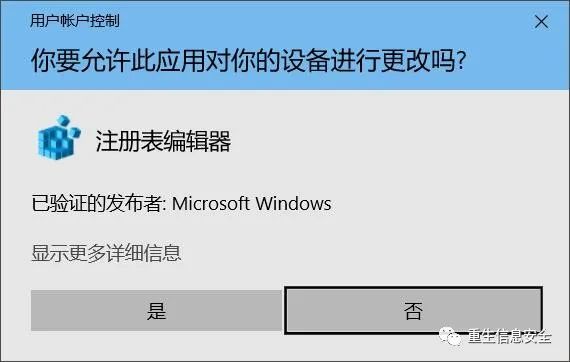 用户帐户控制
你要允许此应用对你的设备进行更改吗?
注册表编辑器
已验证的发布者: Microsoft Windows
显示更多详细信息
是
否
重生信息安全